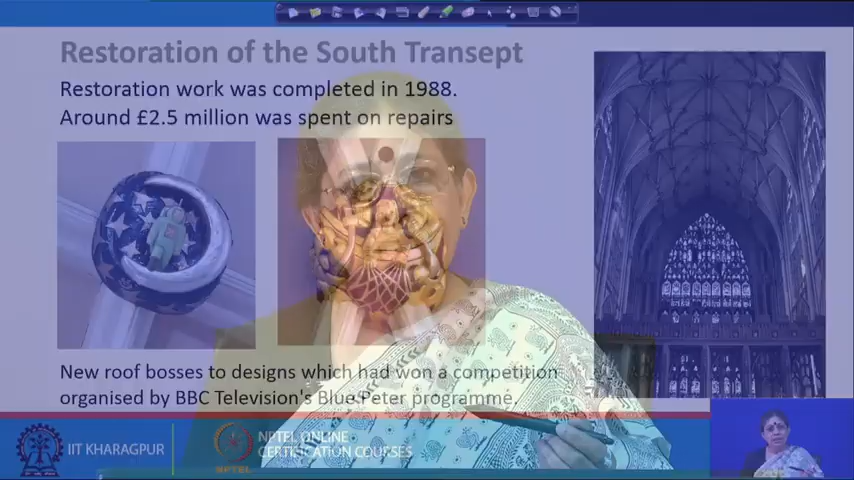 Restoration of the South Transept
Restoration work was completed in 1988.
Around £2.5 million was spent on repairs
New roof bosses to designs which had won a competition
organised by BBC Television's Blue Peter programme.
IIT KHARAGPUR
NPTEL ONLINE
CERTIFICATION COURSES
NPTEL